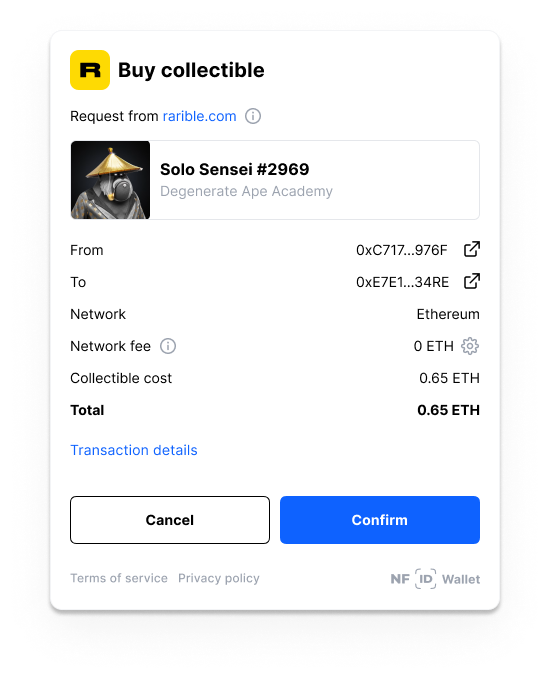 R Buy collectible
Request from rarible.com
Solo Sensei #2969
Degenerate Ape Academy
From 0xC717...976F
To 0xE7E1...34RE
Network Ethereum
Network fee 0 ETH
Collectible cost 0.65 ETH
Total 0.65 ETH
Transaction details
Cancel Confirm
Terms of service Privacy policy NF ID Wallet